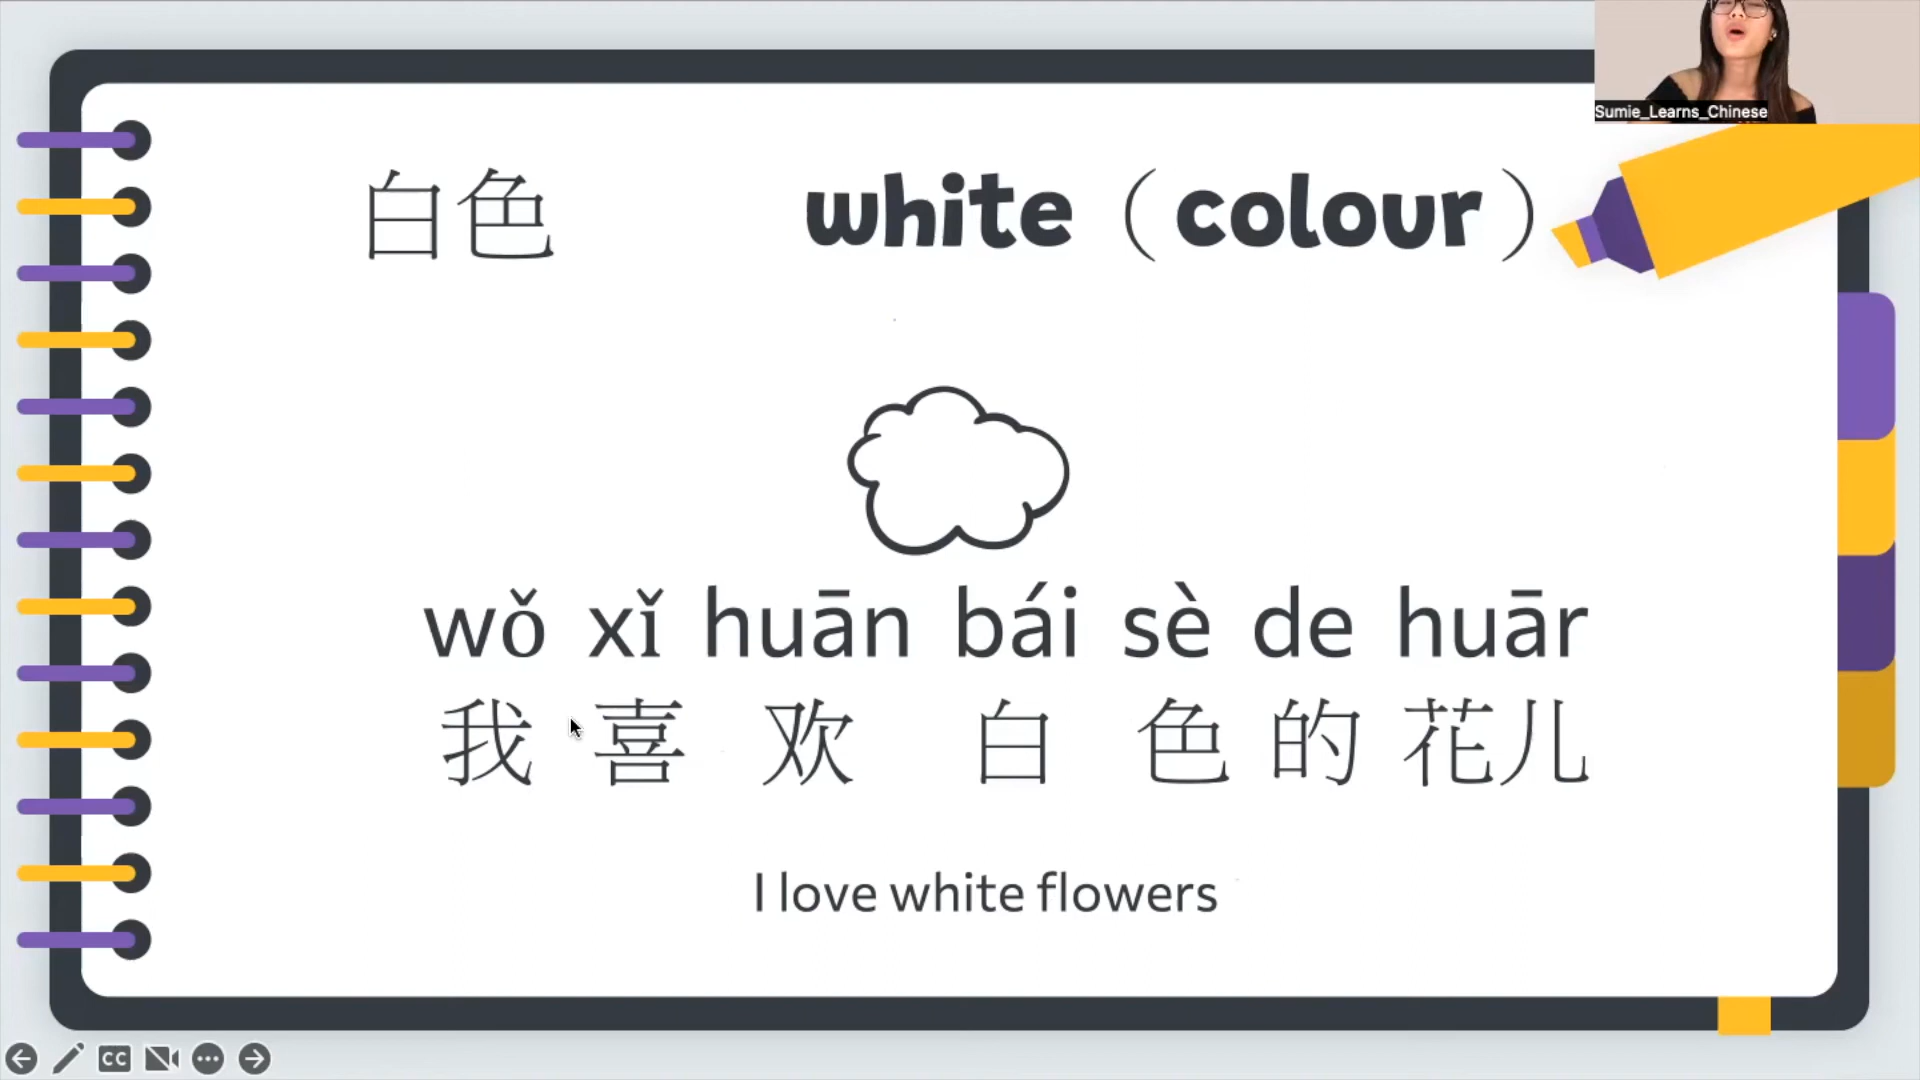 Sumie_Learns_Chinese
白色 white（colour）
wǒ xǐ huān bái sè de huār
我 喜 欢 白 色 的 花儿
I love white flowers
CC